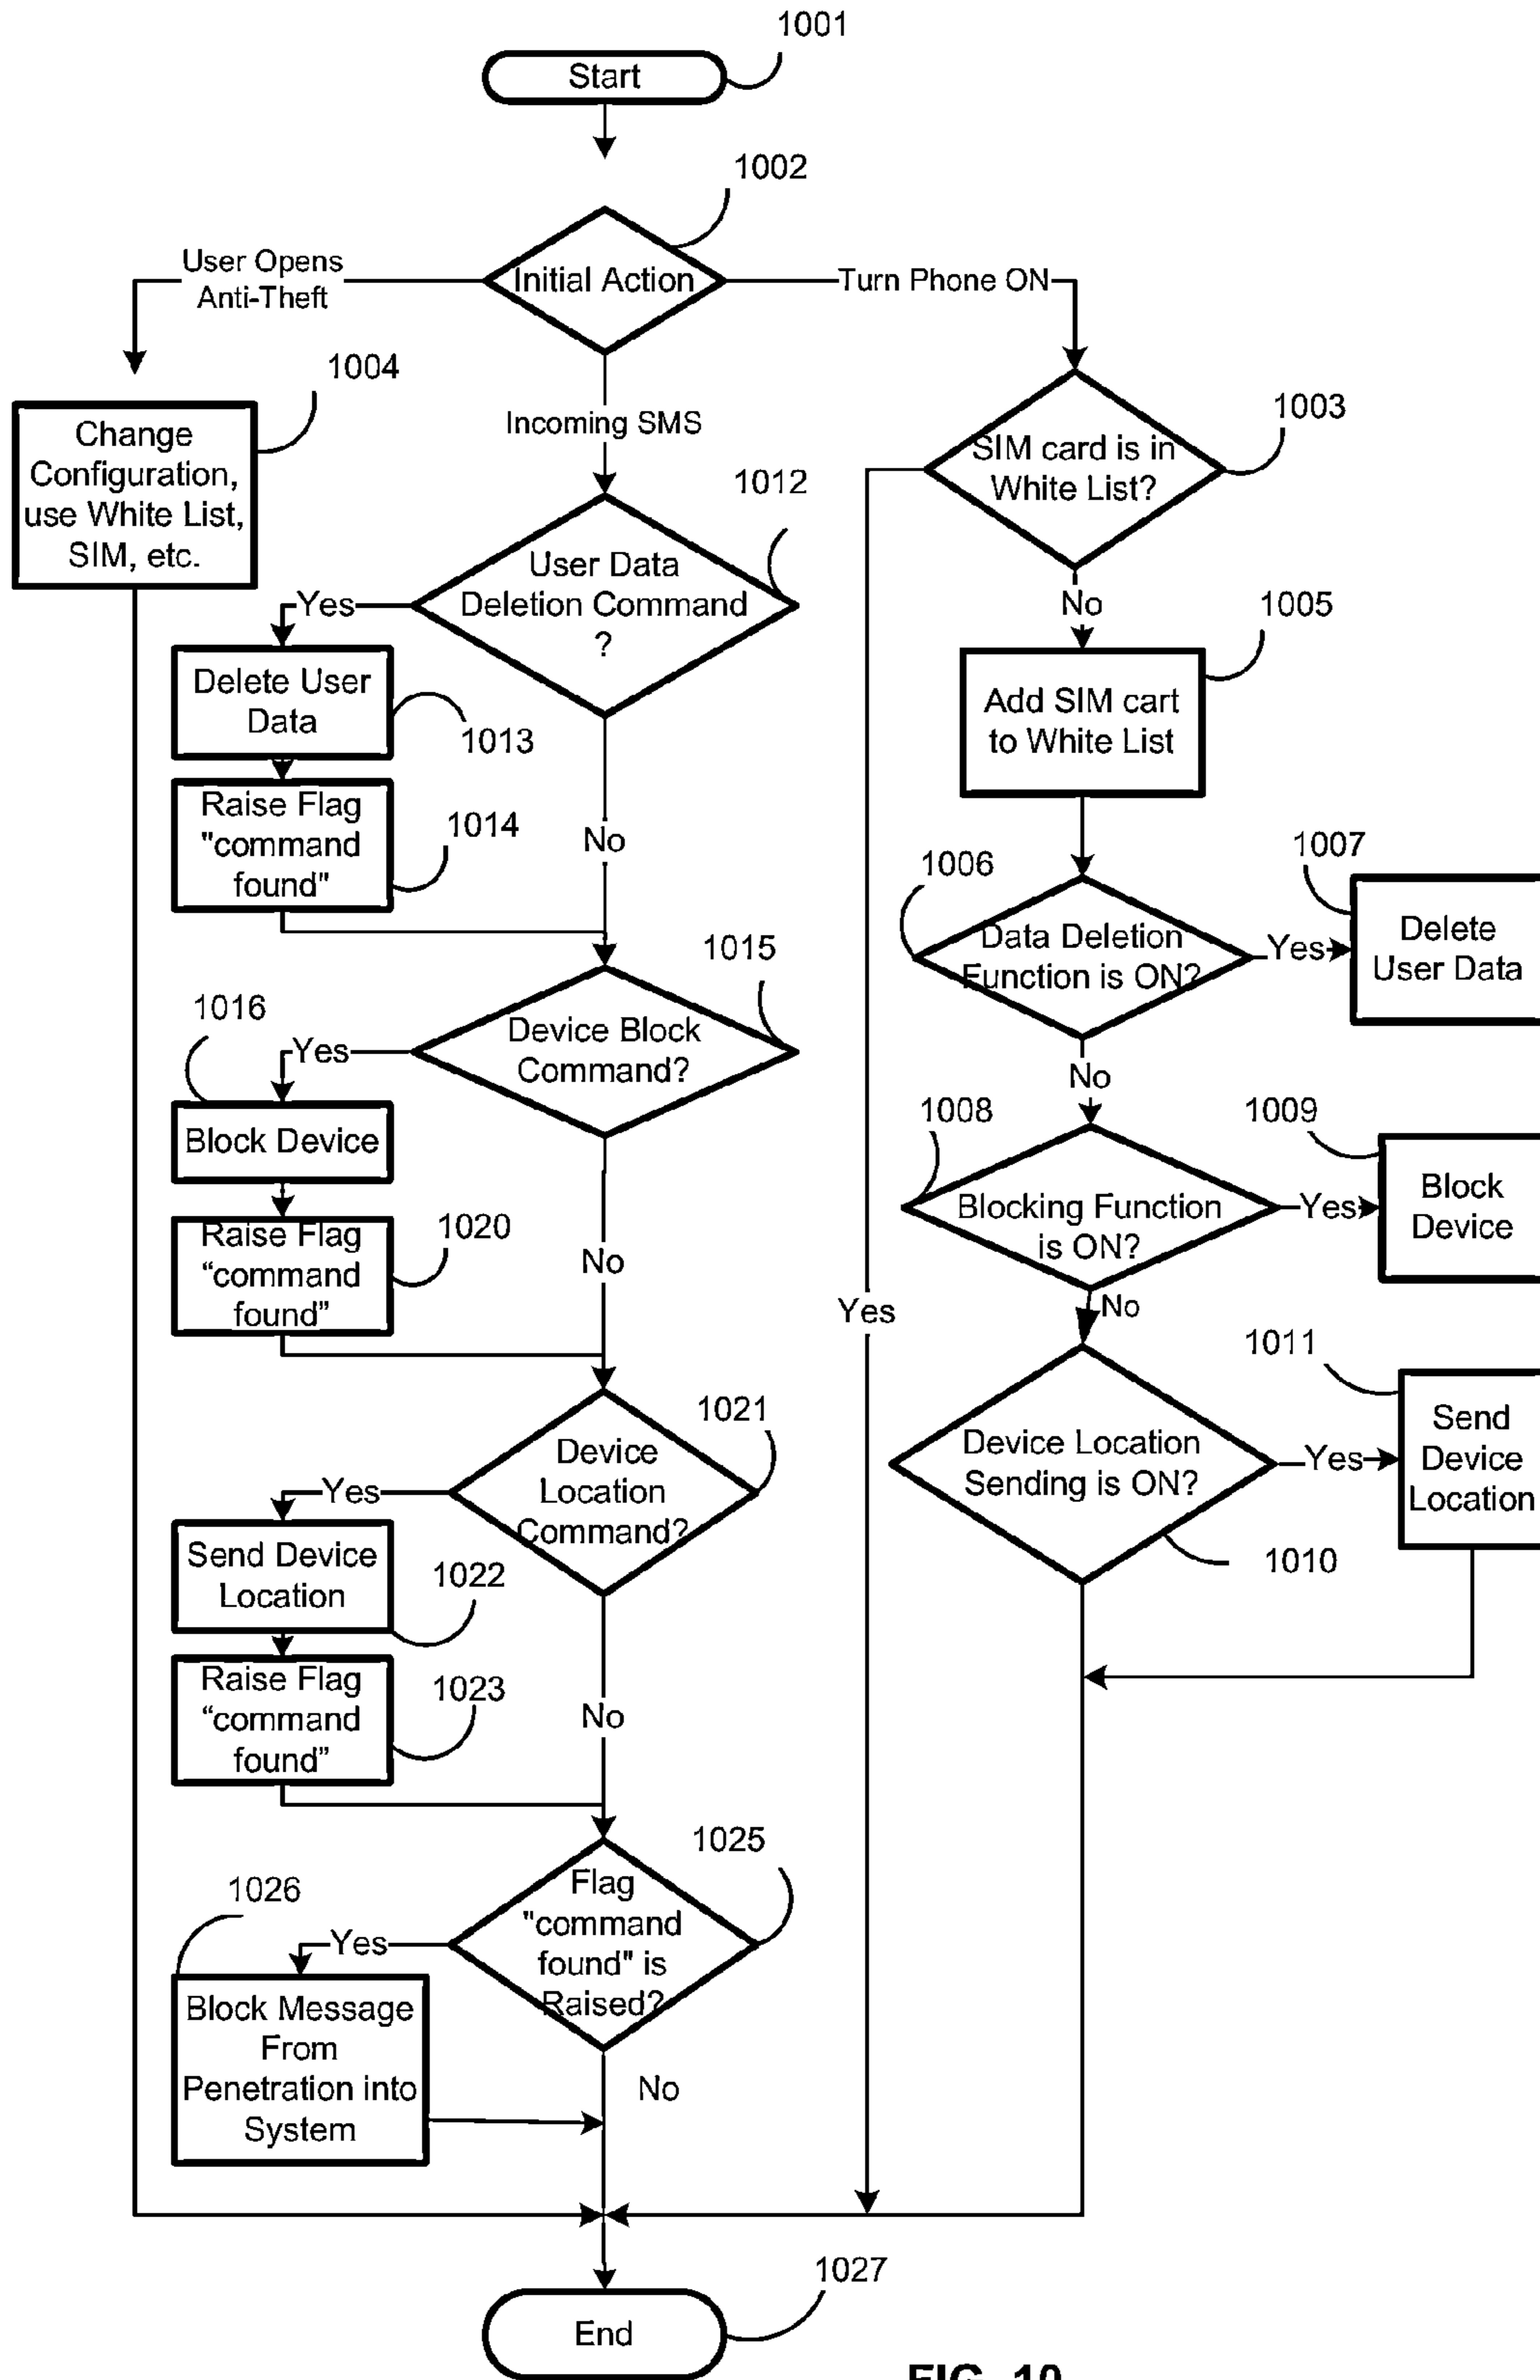 1001
Start
1002
Initial Action
User Opens
Anti-Theft
Turn Phone ON
Incoming SMS
1004
Change
Configuration,
use White List,
SIM, etc.
1003
SIM card is in
White List?
1012
User Data
Deletion Command
?
Yes
Delete User
Data
1013
Raise Flag
"command
found"
1014
No
No
1005
Add SIM cart
to White List
1006
Data Deletion
Function is ON?
Yes
1007
Delete
User Data
No
1015
Device Block
Command?
1016
Yes
Block Device
Raise Flag
“command
found”
1020
No
1008
Blocking Function
is ON?
Yes
1009
Block
Device
No
Yes
1011
Send
Device
Location
Device Location
Sending is ON?
Yes
1010
1021
Device
Location
Command?
Yes
Send Device
Location
1022
Raise Flag
“command
found”
1023
No
1025
Flag
"command
found" is
Raised?
1026
Yes
Block Message
From
Penetration into
System
No
1027
End
FIG. 10